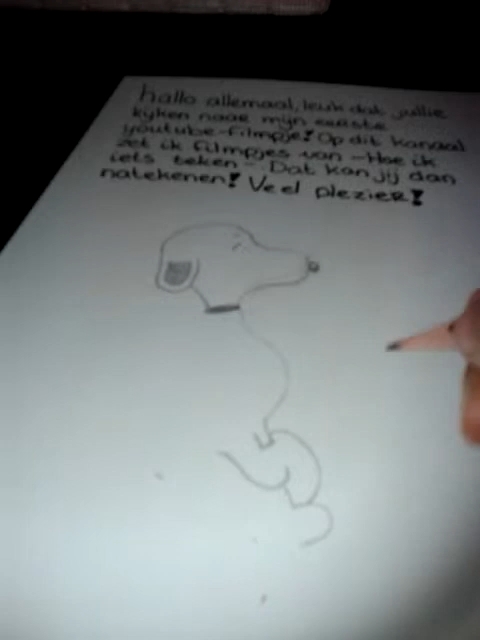 hallo allemaal, leuk dat jullie
kijken naar mijn eerste
youtube-filmpje! Op dit kanaal
zet ik filmpjes van -Hoe ik
iets teken-. Dat kan jij dan
natekenen! Veel plezier!